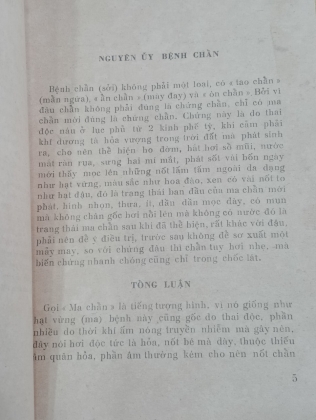 NGUYÊN ỦY BỆNH CHẨN
Bệnh chẩn (sởi) không phải một loại, có «tao chẩn»
(mẩn ngứa), «ẩn chẩn» (mày đay) và «ôn chẩn». Bởi vì
đậu chẩn không phải đúng là chứng chẩn, chỉ có ma
chẩn mới đúng là chứng chẩn. Chứng này là do thai
độc nấu ở lục phủ từ 2 kinh phế tỳ, khi cảm phải
khí dương tà hỏa vượng trong trời đất mà phát sinh
ra, cho nên thể hiện ho đờm, hắt hơi sổ mũi, nước
mắt ràn rụa, sưng hai mi mắt, phát sốt vài hôm ngày
mới thấy mọc lên những nốt lấm tấm ngoài da dạng
như hạt vừng, màu sắc như hoa đào, xen có vài nốt to
như hạt đậu, đó là trạng thái ban đầu của ma chẩn mới
phát, hình nhọn, thưa, ít, dần dần mọc dày, có mụn
mà không chân gốc bởi nổi lên mà không có nước đó là
trạng thái ma chẩn sau khi đã thể hiện, rất khác với đậu,
phải nên để ý điều trị, trước sau không để sơ xuất một
mảy may, so với chứng đậu thì chẩn tuy hơi nhẹ, mà
biến chứng nhanh chóng cũng chỉ trong chốc lát.
TỔNG LUẬN
Gọi «Ma chẩn» là tiếng tượng hình, vì nó giống như
hạt vừng (ma) bệnh này cũng gốc do thai độc, phần
nhiều do thời khí ấm nóng truyền nhiễm mà gây nên,
đây nói hơi độc tức là hỏa, nốt hễ mà dày, thuộc thiếu
âm quân hỏa, phần âm thường kém cho nên nốt chẩn
5